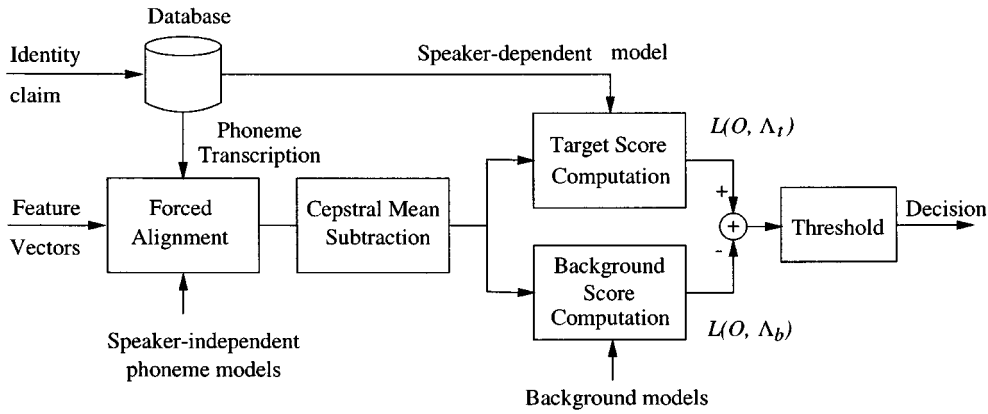 Database
Identity
claim
Speaker-dependent model
Phoneme
Transcription
Feature
Vectors
Forced
Alignment
Cepstral Mean
Subtraction
Target Score
Computation
L(O, Λt)
+
+
-
Threshold
Decision
Background
Score
Computation
L(O, Λb)
Speaker-independent
phoneme models
Background models